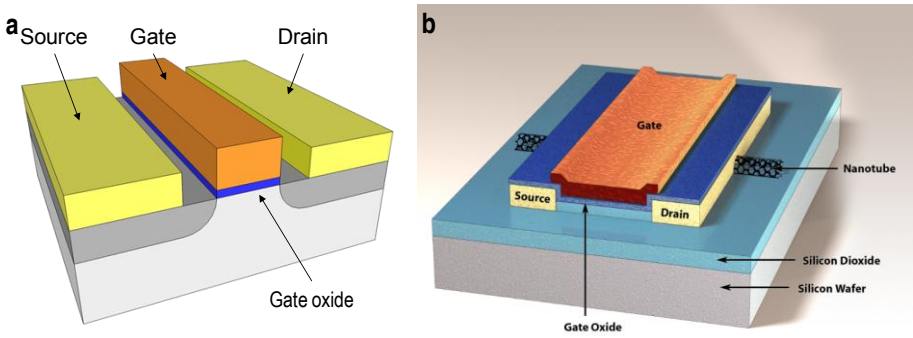 a
Source
Gate
Drain
Gate oxide
b
Gate
Nanotube
Source
Drain
Silicon Dioxide
Silicon Wafer
Gate Oxide